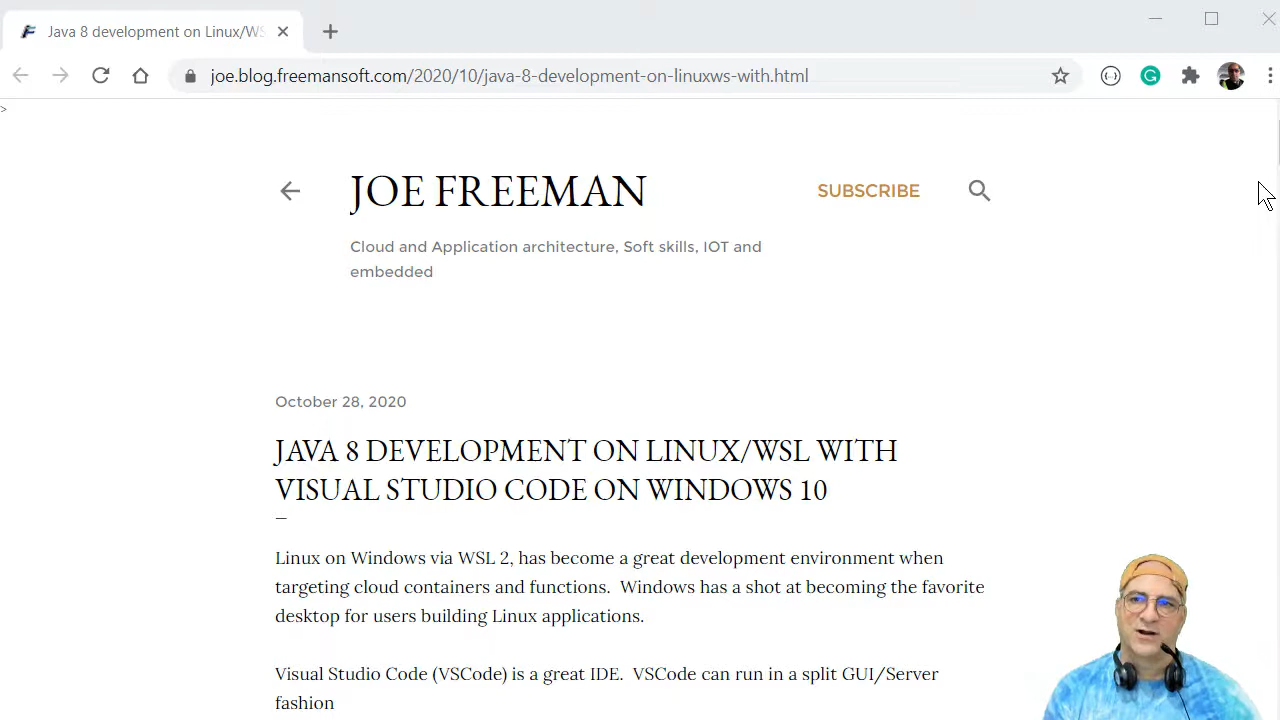 Java 8 development on Linux/WS
joe.blog.freemansoft.com/2020/10/java-8-development-on-linuxws-with.html
>
JOE FREEMAN
SUBSCRIBE
Cloud and Application architecture, Soft skills, IOT and
embedded
October 28, 2020
JAVA 8 DEVELOPMENT ON LINUX/WSL WITH
VISUAL STUDIO CODE ON WINDOWS 10
Linux on Windows via WSL 2, has become a great development environment when
targeting cloud containers and functions.  Windows has a shot at becoming the favorite
desktop for users building Linux applications.
Visual Studio Code (VSCode) is a great IDE.  VSCode can run in a split GUI/Server
fashion